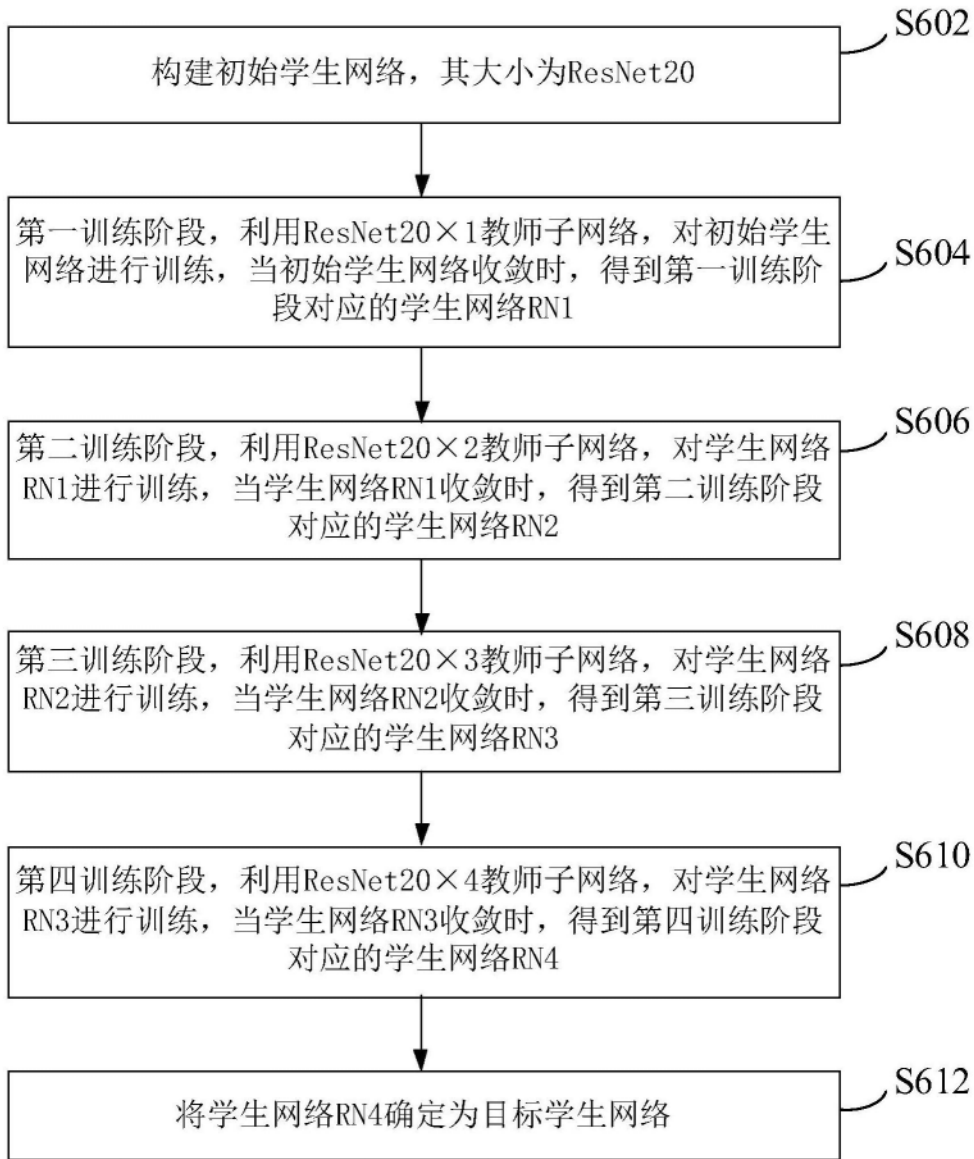 S602
构建初始学生网络，其大小为ResNet20
第一训练阶段，利用ResNet20×1教师子网络，对初始学生
网络进行训练，当初始学生网络收敛时，得到第一训练阶
段对应的学生网络RN1
S604
第二训练阶段，利用ResNet20×2教师子网络，对学生网络
RN1进行训练，当学生网络RN1收敛时，得到第二训练阶段
对应的学生网络RN2
S606
第三训练阶段，利用ResNet20×3教师子网络，对学生网络
RN2进行训练，当学生网络RN2收敛时，得到第三训练阶段
对应的学生网络RN3
S608
第四训练阶段，利用ResNet20×4教师子网络，对学生网络
RN3进行训练，当学生网络RN3收敛时，得到第四训练阶段
对应的学生网络RN4
S610
将学生网络RN4确定为目标学生网络
S612